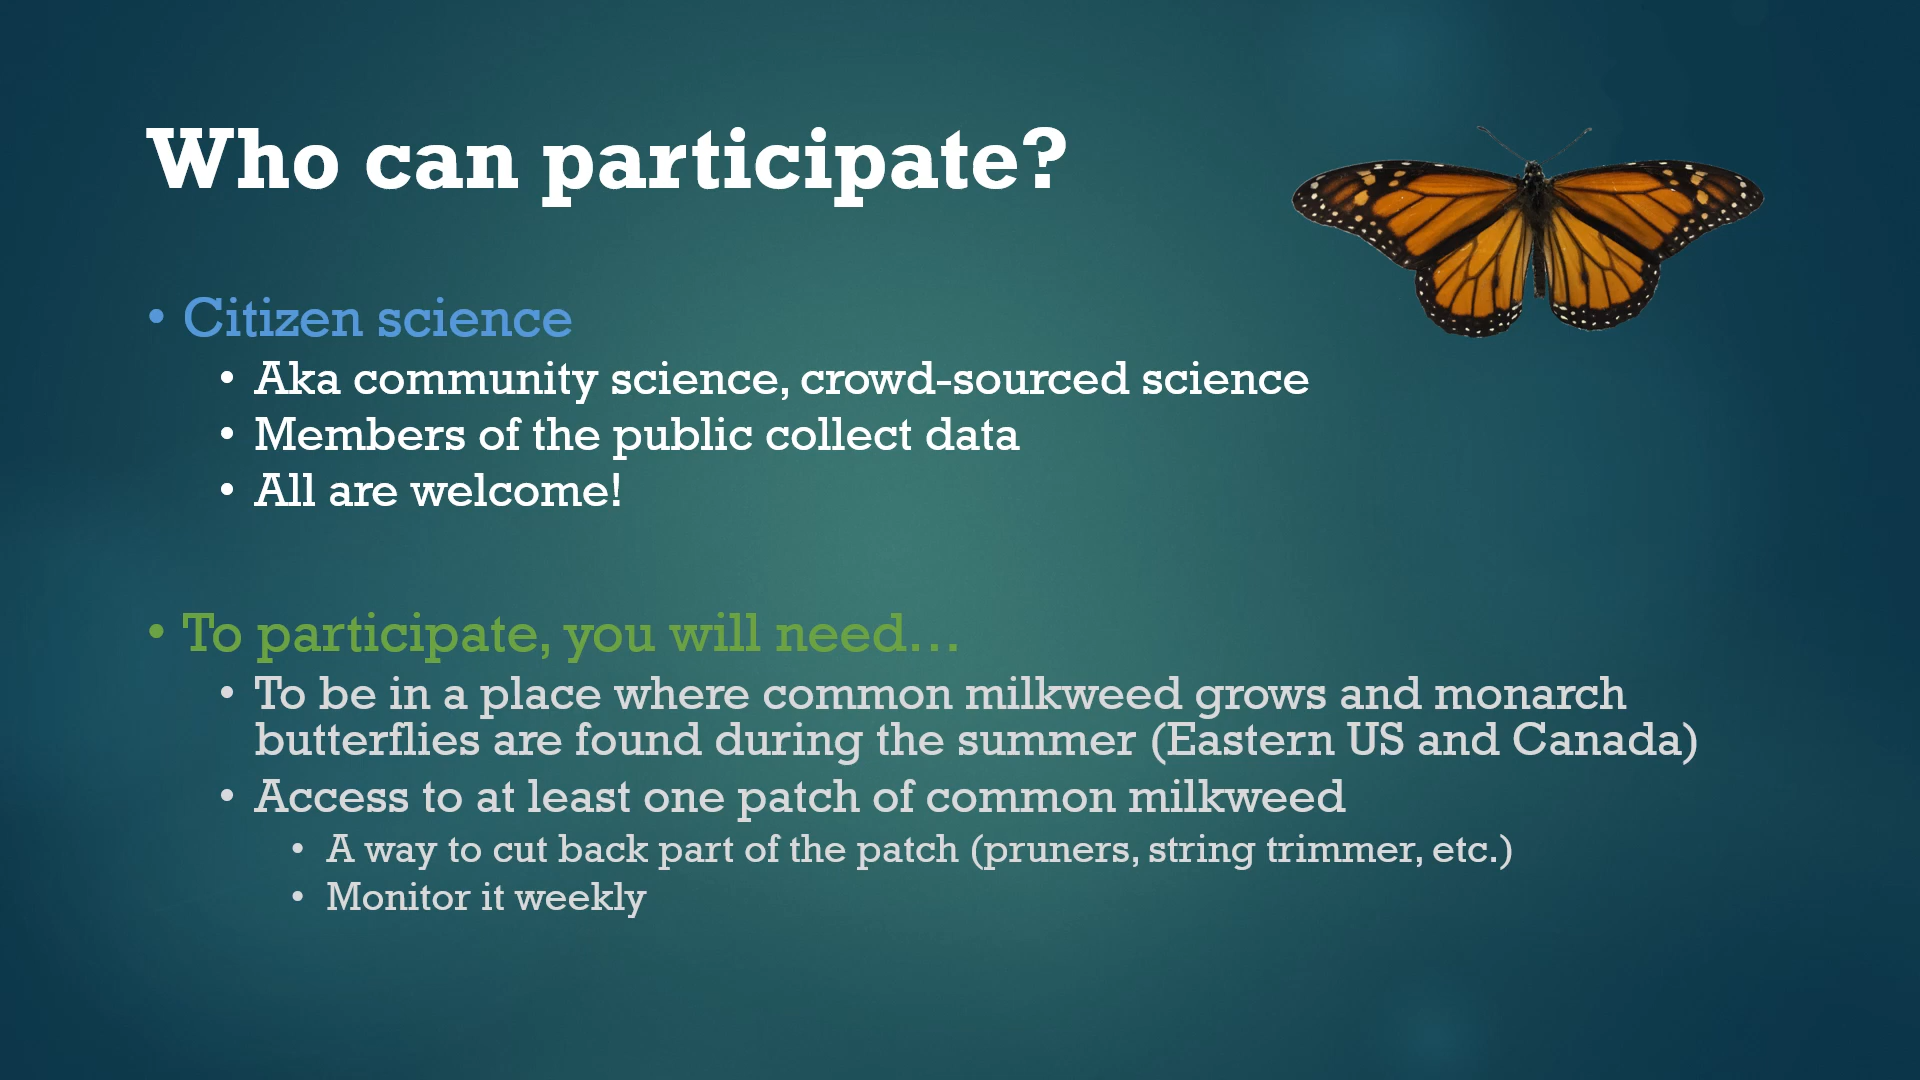 Who can participate?
• Citizen science
• Aka community science, crowd-sourced science
• Members of the public collect data
• All are welcome!
• To participate, you will need…
• To be in a place where common milkweed grows and monarch
butterflies are found during the summer (Eastern US and Canada)
• Access to at least one patch of common milkweed
• A way to cut back part of the patch (pruners, string trimmer, etc.)
• Monitor it weekly